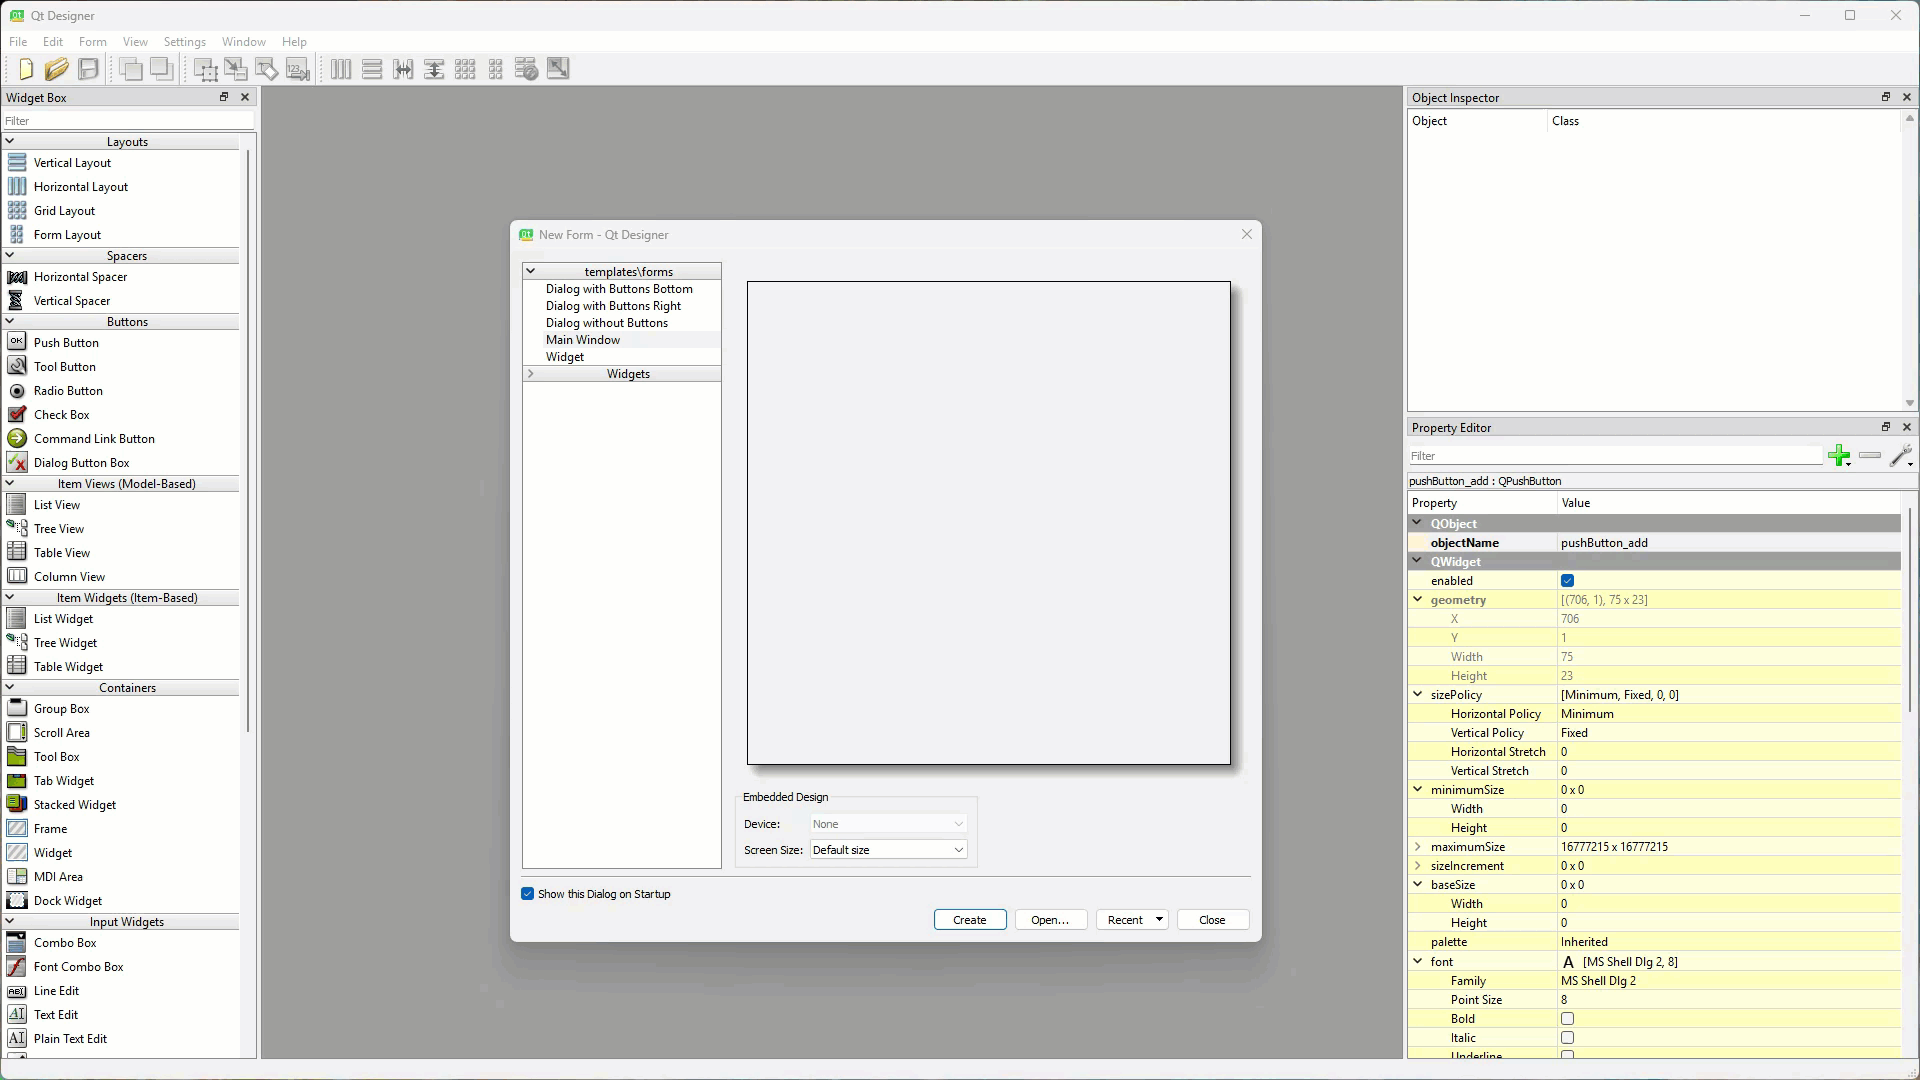 Qt Designer
File Edit Form View Settings Window Help
Widget Box
Filter
Layouts
Vertical Layout
Horizontal Layout
Grid Layout
Form Layout
Spacers
Horizontal Spacer
Vertical Spacer
Buttons
Push Button
Tool Button
Radio Button
Check Box
Command Link Button
Dialog Button Box
Item Views (Model-Based)
List View
Tree View
Table View
Column View
Item Widgets (Item-Based)
List Widget
Tree Widget
Table Widget
Containers
Group Box
Scroll Area
Tool Box
Tab Widget
Stacked Widget
Frame
Widget
MDI Area
Dock Widget
Input Widgets
Combo Box
Font Combo Box
Line Edit
Text Edit
Plain Text Edit
New Form - Qt Designer
templates\forms
Dialog with Buttons Bottom
Dialog with Buttons Right
Dialog without Buttons
Main Window
Widget
Widgets
Embedded Design
Device: None
Screen Size: Default size
Show this Dialog on Startup
Create Open... Recent Close
Object Inspector
Object Class
Property Editor
Filter
pushButton_add : QPushButton
Property Value
QObject
objectName pushButton_add
QWidget
enabled
geometry [(706, 1), 75 x 23]
X 706
Y 1
Width 75
Height 23
sizePolicy [Minimum, Fixed, 0, 0]
Horizontal Policy Minimum
Vertical Policy Fixed
Horizontal Stretch 0
Vertical Stretch 0
minimumSize 0 x 0
Width 0
Height 0
maximumSize 16777215 x 16777215
sizeIncrement 0 x 0
baseSize 0 x 0
Width 0
Height 0
palette Inherited
font A [MS Shell Dlg 2, 8]
Family MS Shell Dlg 2
Point Size 8
Bold
Italic
Underline